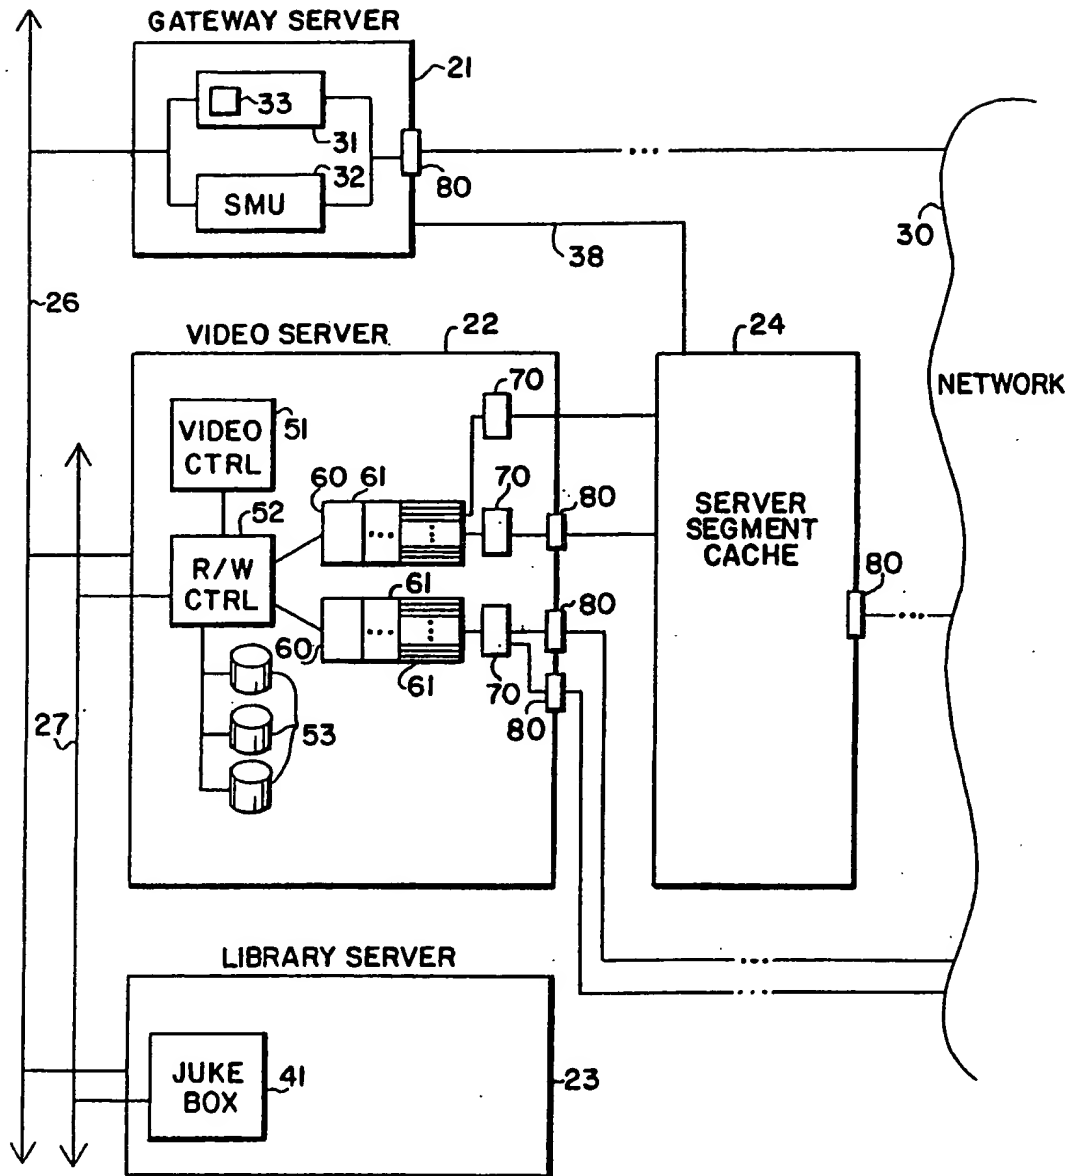 GATEWAY SERVER
21
33
31
32
SMU
80
38
30
26
VIDEO SERVER
22
24
NETWORK
70
VIDEO
CTRL
51
60
61
70
80
52
R/W
CTRL
SERVER
SEGMENT
CACHE
80
61
80
60
61
70
80
27
53
LIBRARY SERVER
JUKE
BOX
41
23